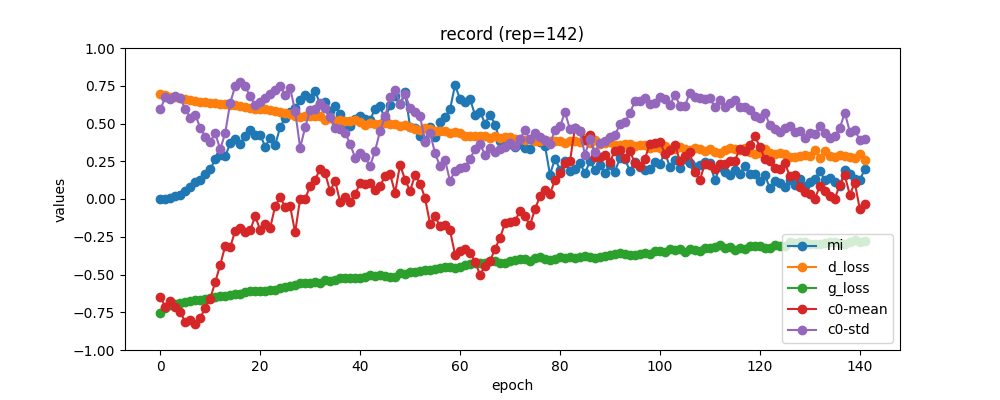 record (rep=142)
1.00
0.75
0.50
0.25
0.00
−0.25
−0.50
−0.75
−1.00
values
0 20 40 60 80 100 120 140
epoch
mi
d_loss
g_loss
c0-mean
c0-std